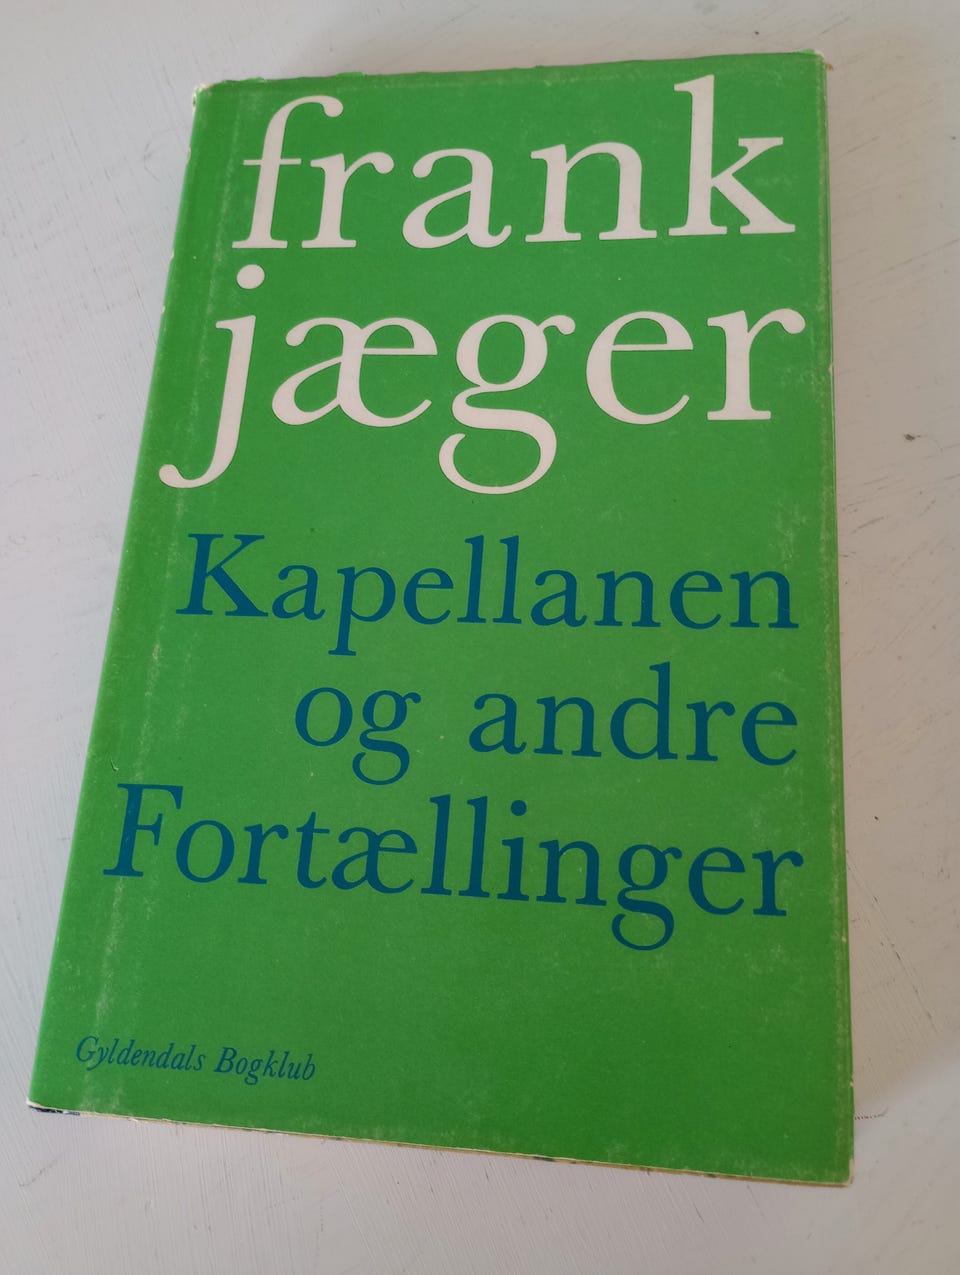 frank
jæger
Kapellanen
og andre
Fortællinger
Gyldendals Bogklub